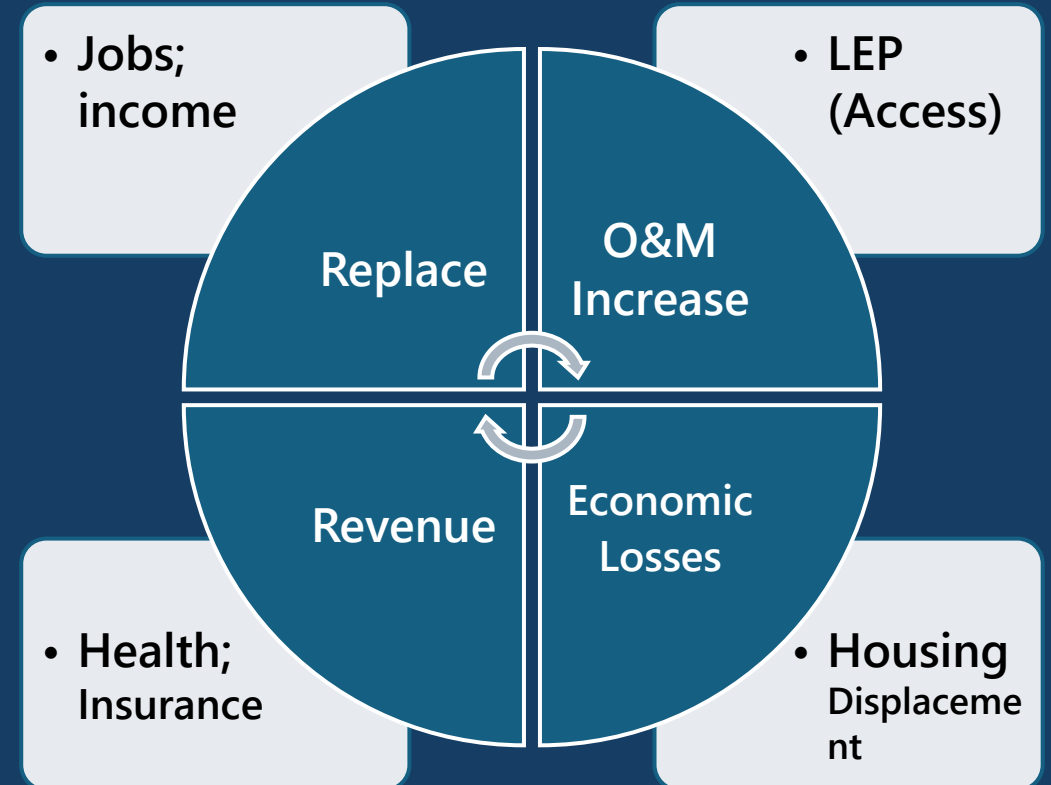 • Jobs;
income
• LEP
(Access)
Replace
O&M
Increase
Revenue
Economic
Losses
• Health;
Insurance
• Housing
Displaceme
nt